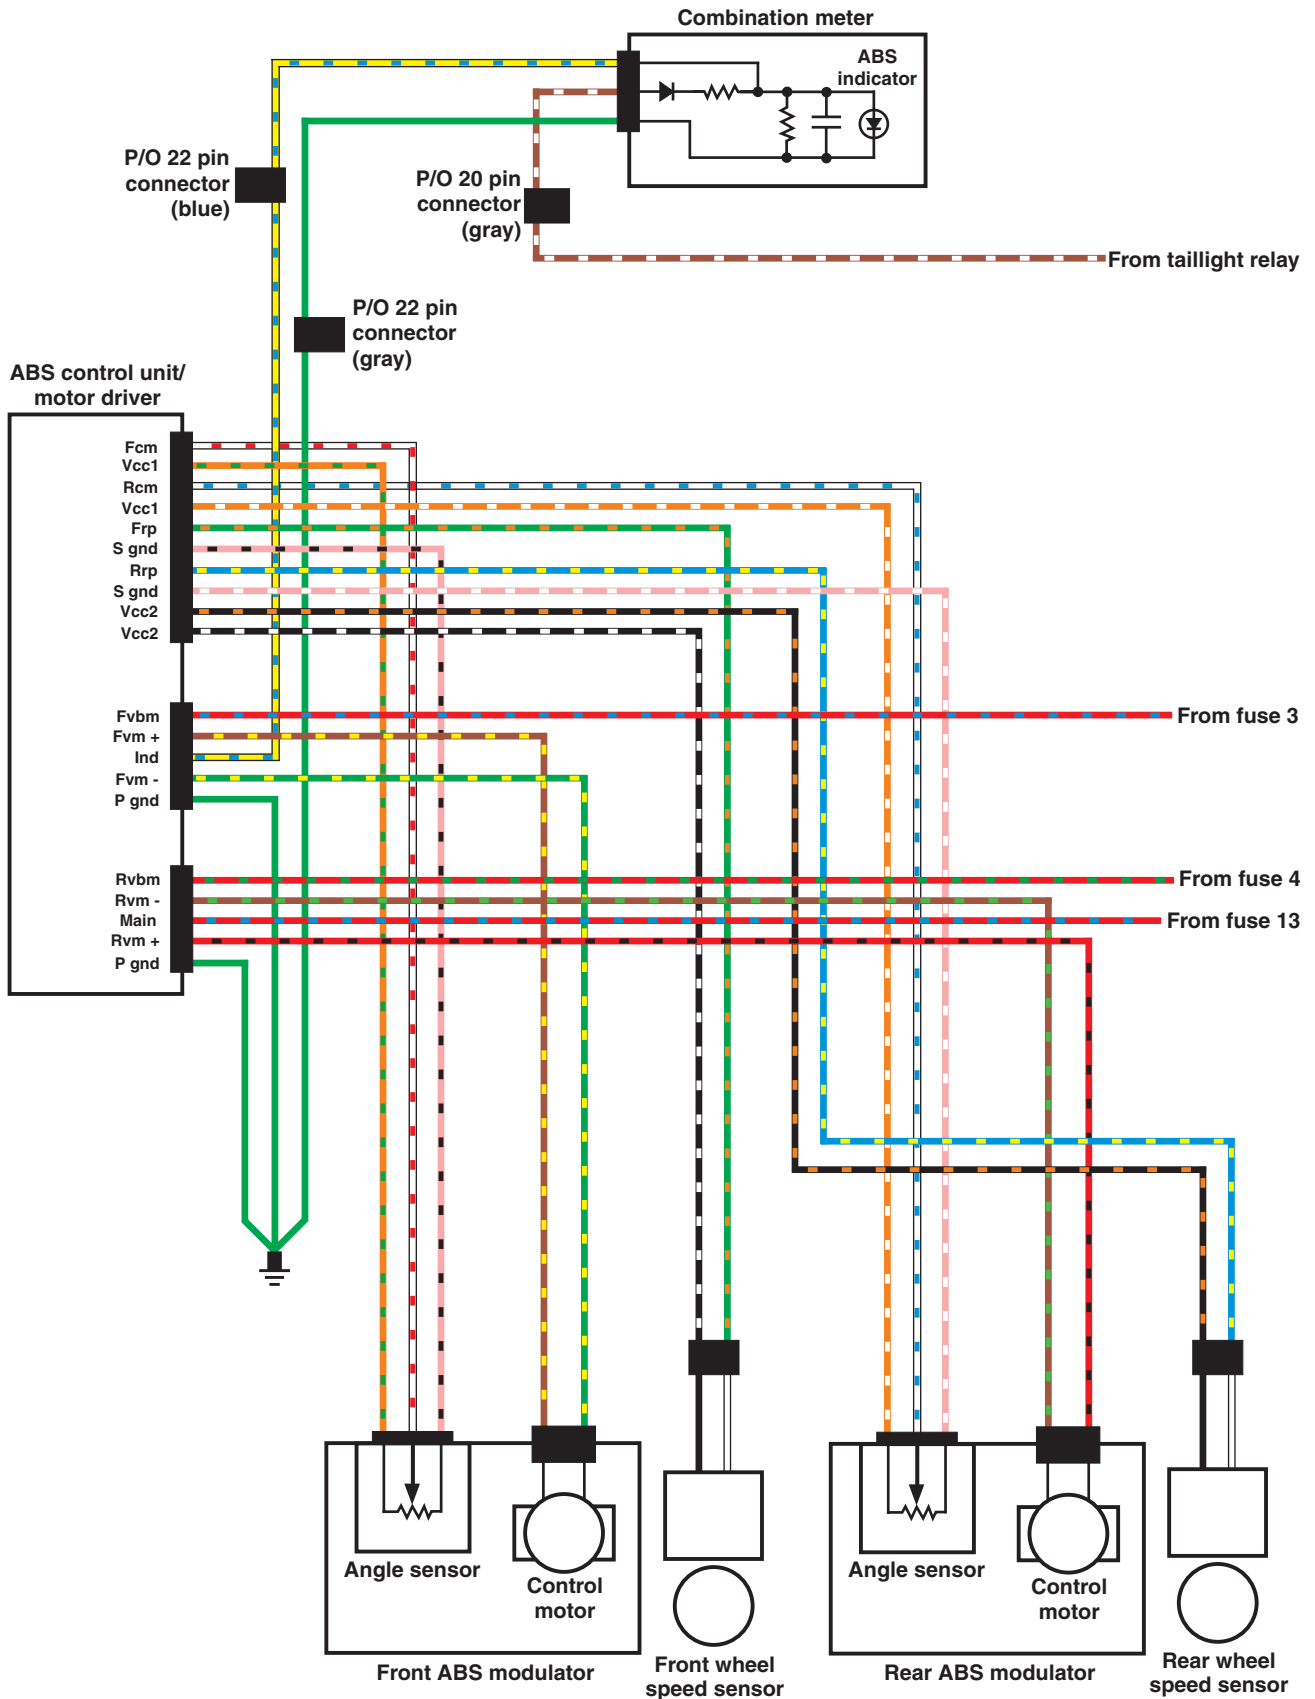 Combination meter
ABS
indicator
P/O 22 pin
connector
(blue)
P/O 20 pin
connector
(gray)
From taillight relay
P/O 22 pin
connector
(gray)
ABS control unit/
motor driver
Fcm
Vcc1
Rcm
Vcc1
Frp
S gnd
Rrp
S gnd
Vcc2
Vcc2
Fvbm
From fuse 3
Fvm +
Ind
Fvm -
P gnd
Rvbm
From fuse 4
Rvm -
Main
From fuse 13
Rvm +
P gnd
Angle sensor
Control
motor
Front ABS modulator
Front wheel
speed sensor
Angle sensor
Control
motor
Rear ABS modulator
Rear wheel
speed sensor